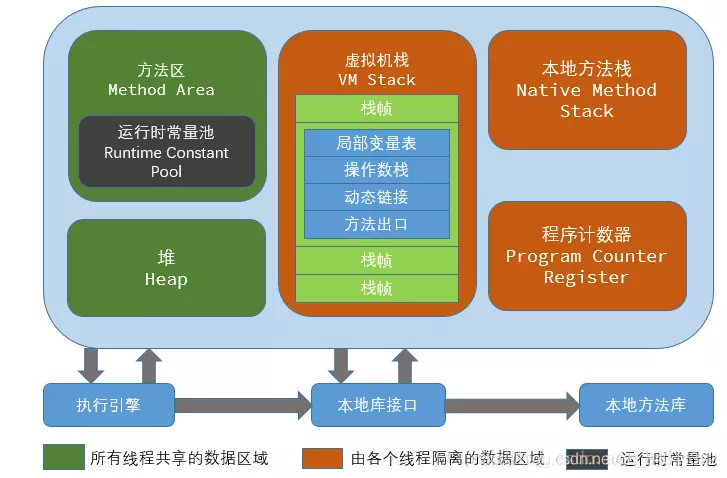 方法区
Method Area
运行时常量池
Runtime Constant
Pool
堆
Heap
虚拟机栈
VM Stack
栈帧
局部变量表
操作数栈
动态链接
方法出口
栈帧
栈帧
本地方法栈
Native Method
Stack
程序计数器
Program Counter
Register
执行引擎
本地库接口
本地方法库
所有线程共享的数据区域
由各个线程隔离的数据区域
运行时常量池